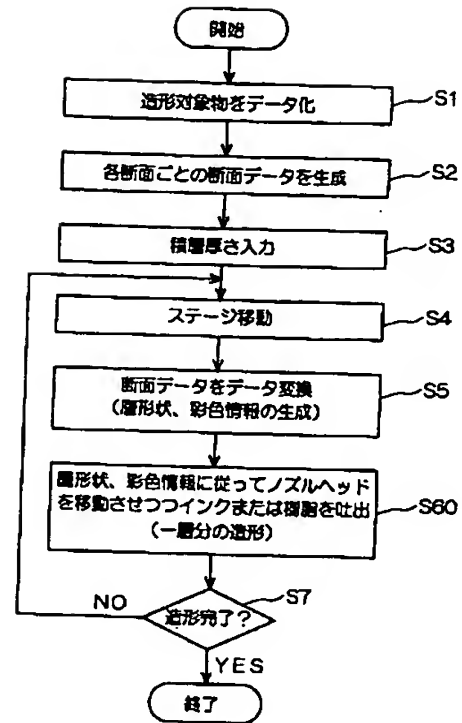 開始
造形対象物をデータ化
S1
各断面ごとの断面データを生成
S2
積層厚さ入力
S3
ステージ移動
S4
断面データをデータ変換
(層形状、彩色情報の生成)
S5
層形状、彩色情報に従ってノズルヘッド
を移動させつつインクまたは樹脂を吐出
(一層分の造形)
S60
造形完了?
S7
NO
YES
終了